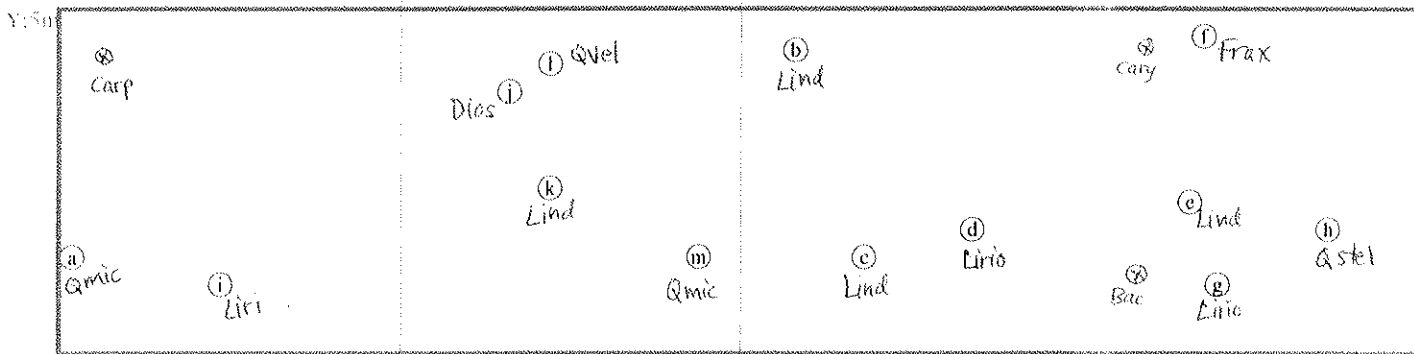 Y:5m
Carp
l QVel
Dios j
b
Lind
Cary
f Frax
k
Lind
e Lind
a
Qmic
i
Liri
m
Qmic
c
Lind
d
Lirio
h
Qstel
Bac
g
Lirio